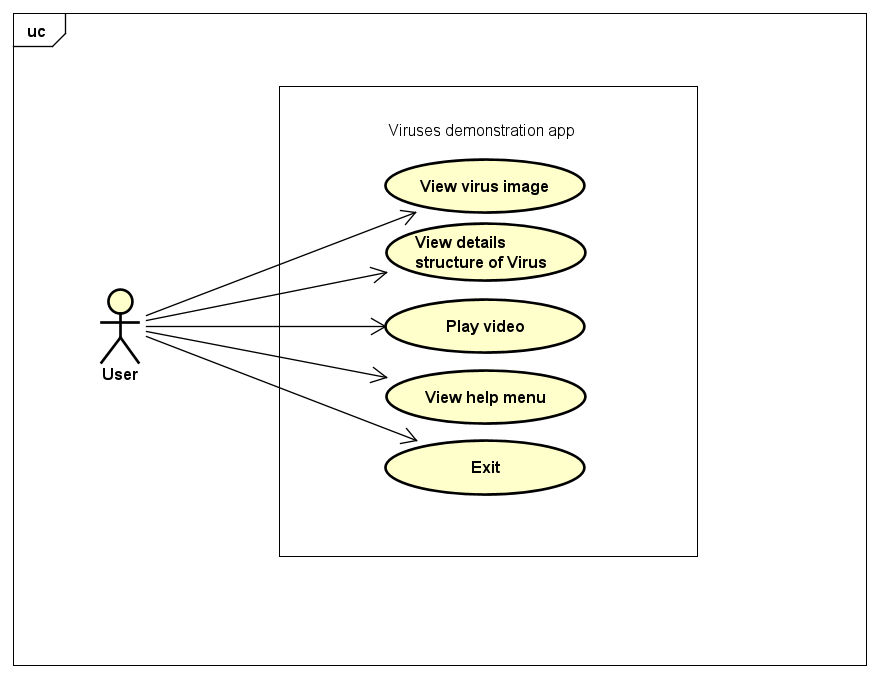 uc
Viruses demonstration app
View virus image
View details
structure of Virus
Play video
User
View help menu
Exit